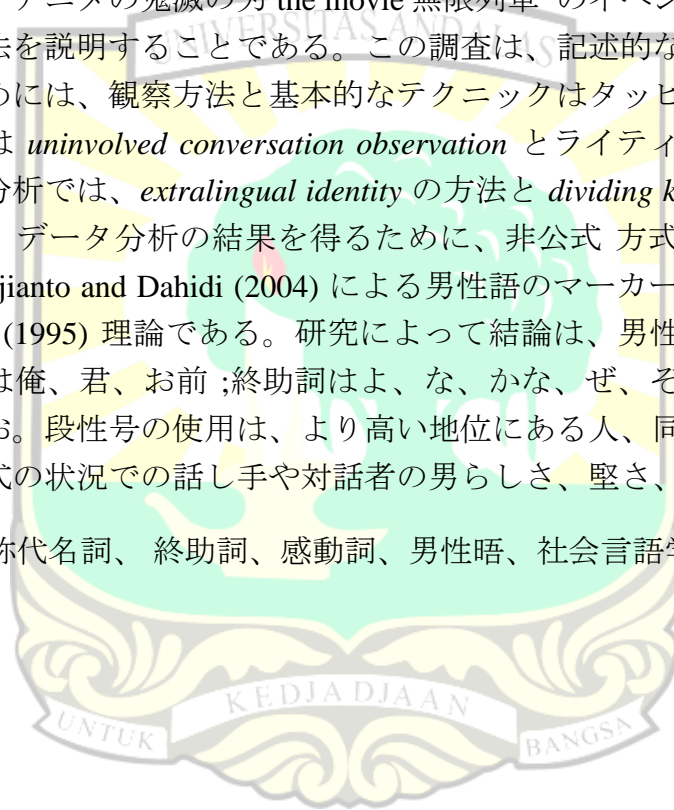 アニメの鬼滅の刃 the movie 無限列車 のイベン
UNIVERSITAS ANDALAS
法を説明することである。この調査は、記述的な
めには、観察方法と基本的なテクニックはタッピ
は uninvolved conversation observation とライティ
分析では、extralingual identity の方法と dividing k
データ分析の結果を得るために、非公式 方式
jianto and Dahidi (2004) による男性語のマーカー
(1995) 理論である。研究によって結論は、男性
は俺、君、お前 ;終助詞はよ、な、かな、ぜ、そ
お。段性号の使用は、より高い地位にある人、同
式の状況での話し手や対話者の男らしさ、堅さ、
称代名詞、 終助詞、感動詞、男性晤、社会言語学
UNTUK KEDJADJAAN BANGSA